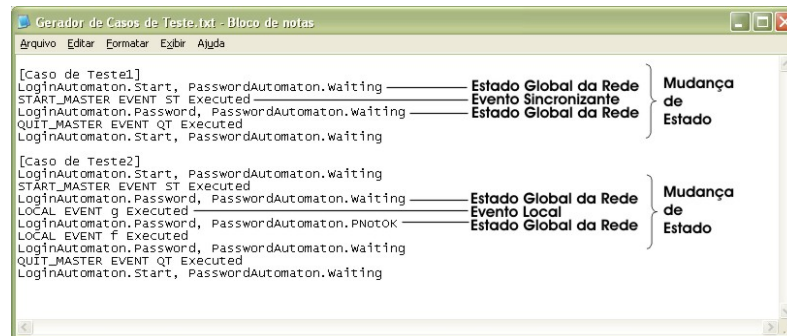 Gerador de Casos de Teste.txt - Bloco de notas
Arquivo Editar Formatar Exibir Ajuda
[Caso de Teste1]
LoginAutomaton.Start, PasswordAutomaton.Waiting Estado Global da Rede
START_MASTER EVENT ST Executed Evento Sincronizante
LoginAutomaton.Password, PasswordAutomaton.Waiting Estado Global da Rede
QUIT_MASTER EVENT QT Executed
LoginAutomaton.Start, PasswordAutomaton.Waiting
Mudança
de
Estado
[Caso de Teste2]
LoginAutomaton.Start, PasswordAutomaton.Waiting
START_MASTER EVENT ST Executed
LoginAutomaton.Password, PasswordAutomaton.Waiting Estado Global da Rede
LOCAL EVENT g Executed Evento Local
LoginAutomaton.Password, PasswordAutomaton.PNotOK Estado Global da Rede
LOCAL EVENT f Executed
LoginAutomaton.Password, PasswordAutomaton.Waiting
QUIT_MASTER EVENT QT Executed
LoginAutomaton.Start, PasswordAutomaton.Waiting
Mudança
de
Estado